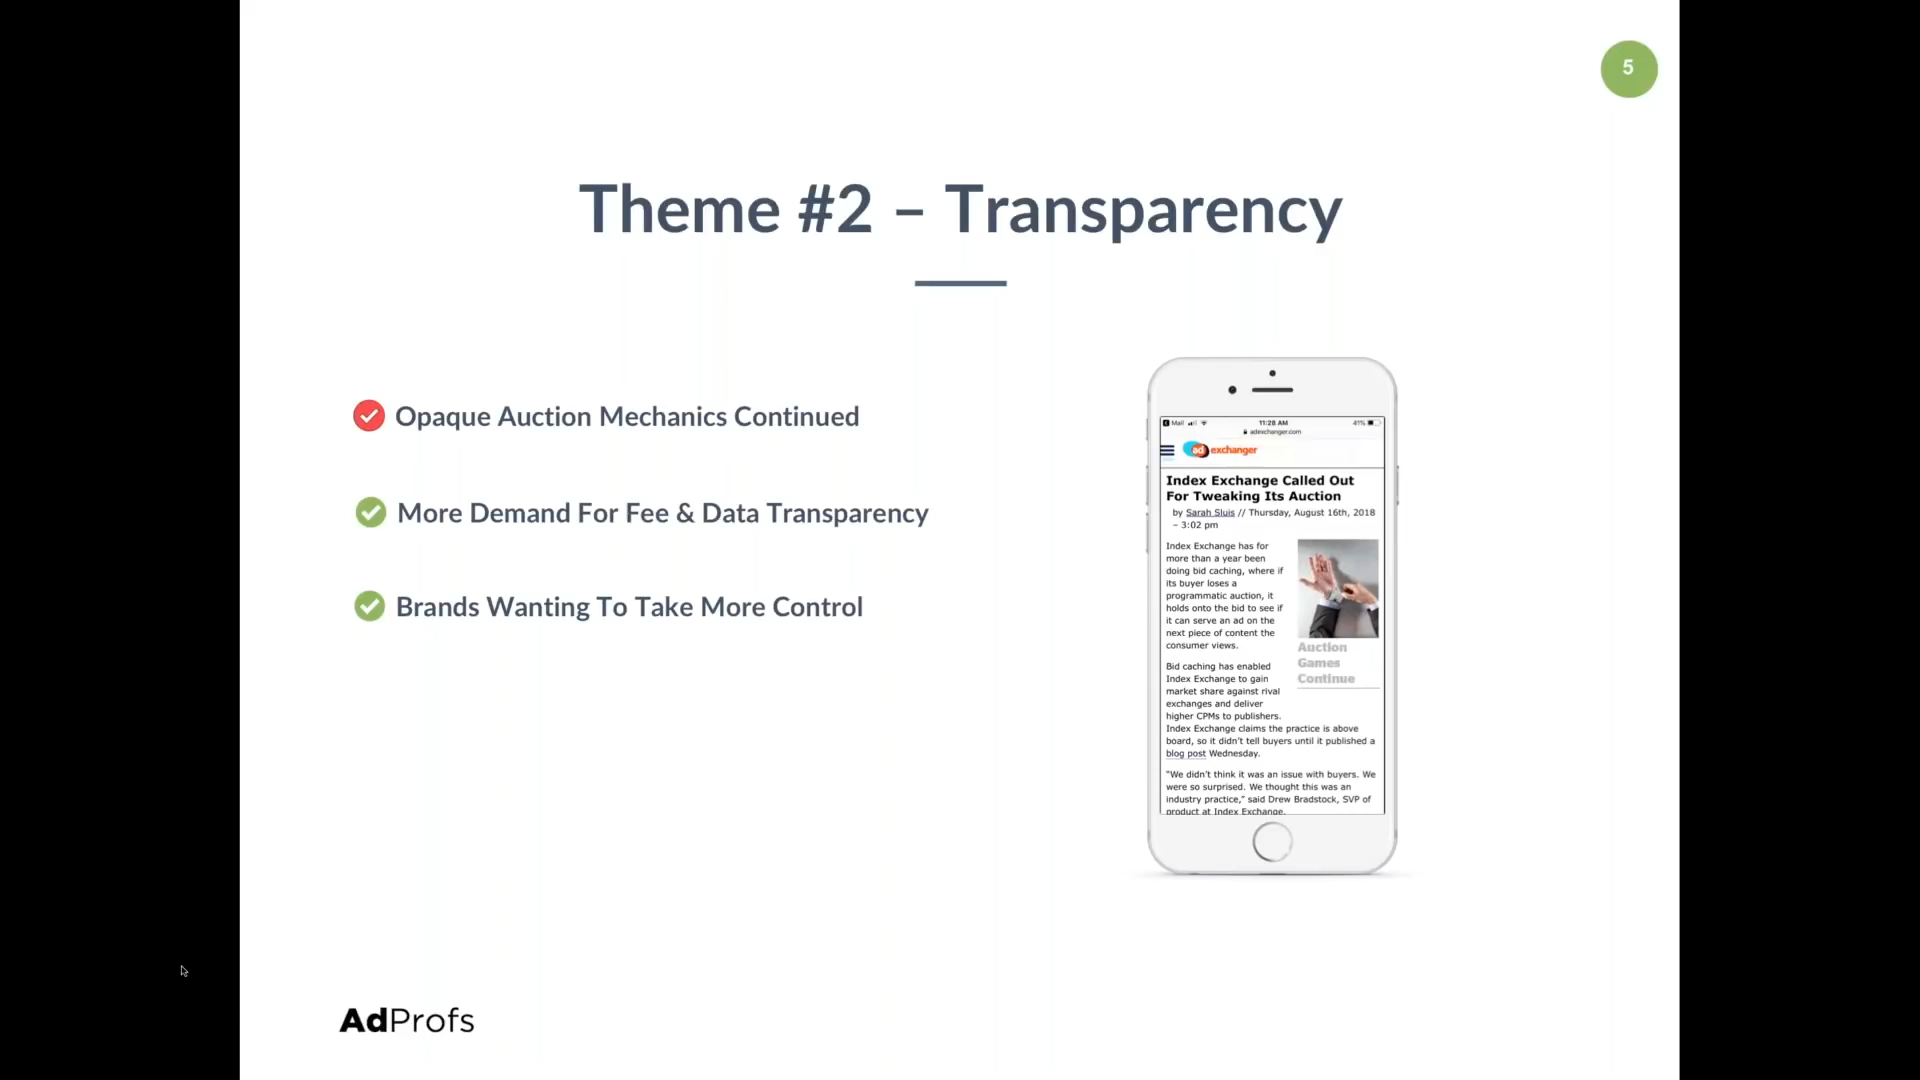 5
Theme #2 – Transparency
Opaque Auction Mechanics Continued
More Demand For Fee & Data Transparency
Brands Wanting To Take More Control
Mail
11:28 AM
41%
adexchanger.com
ad exchanger
Index Exchange Called Out
For Tweaking Its Auction
by Sarah Sluis // Thursday, August 16th, 2018
– 3:02 pm
Index Exchange has for
more than a year been
doing bid caching, where if
its buyer loses a
programmatic auction, it
holds onto the bid to see if
it can serve an ad on the
next piece of content the
consumer views.
Auction
Games
Continue
Bid caching has enabled
Index Exchange to gain
market share against rival
exchanges and deliver
higher CPMs to publishers.
Index Exchange claims the practice is above
board, so it didn't tell buyers until it published a
blog post Wednesday.
"We didn't think it was an issue with buyers. We
were so surprised. We thought this was an
industry practice," said Drew Bradstock, SVP of
product at Index Exchange.
AdProfs